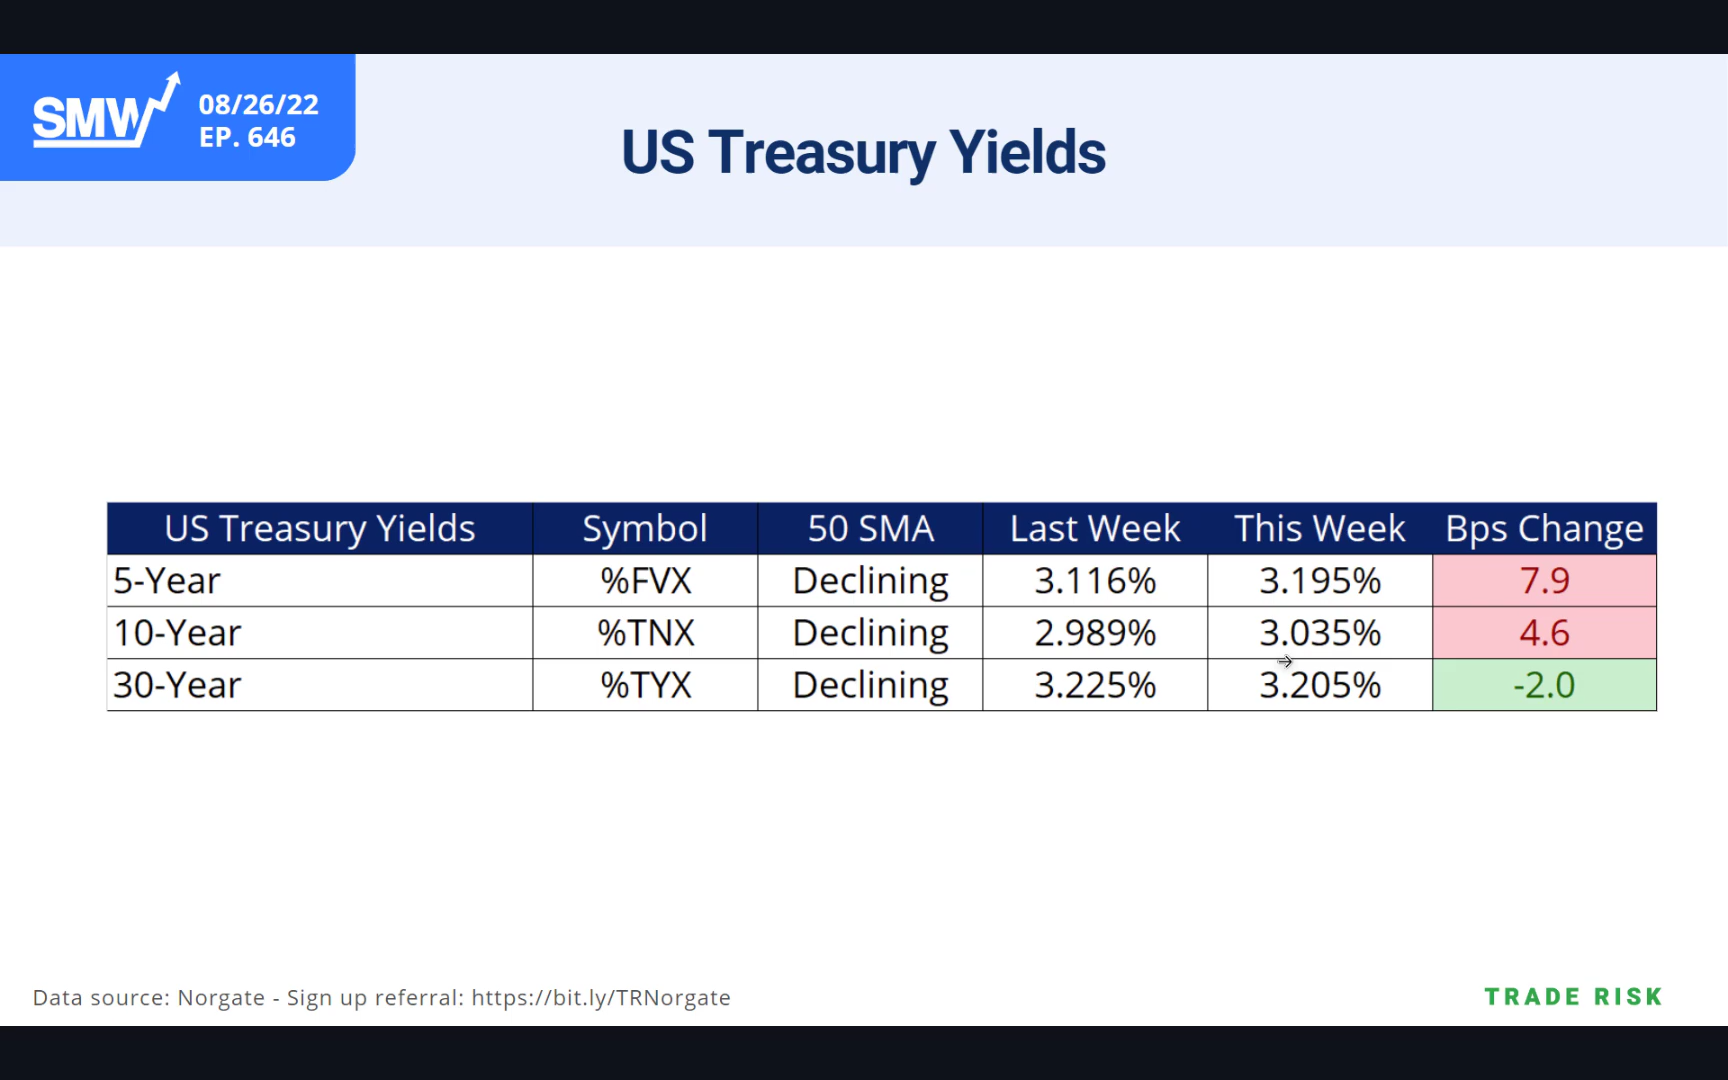 SMW
08/26/22
EP. 646
US Treasury Yields
US Treasury Yields Symbol 50 SMA Last Week This Week Bps Change
5-Year %FVX Declining 3.116% 3.195% 7.9
10-Year %TNX Declining 2.989% 3.035% 4.6
30-Year %TYX Declining 3.225% 3.205% -2.0
Data source: Norgate - Sign up referral: https://bit.ly/TRNorgate
TRADE RISK